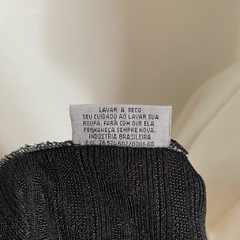 LAVAR A SECO
SEU CUIDADO AO LAVAR SUA
ROUPA, FARÁ COM QUE ELA
PERMANEÇA SEMPRE NOVA.
INDÚSTRIA BRASILEIRA